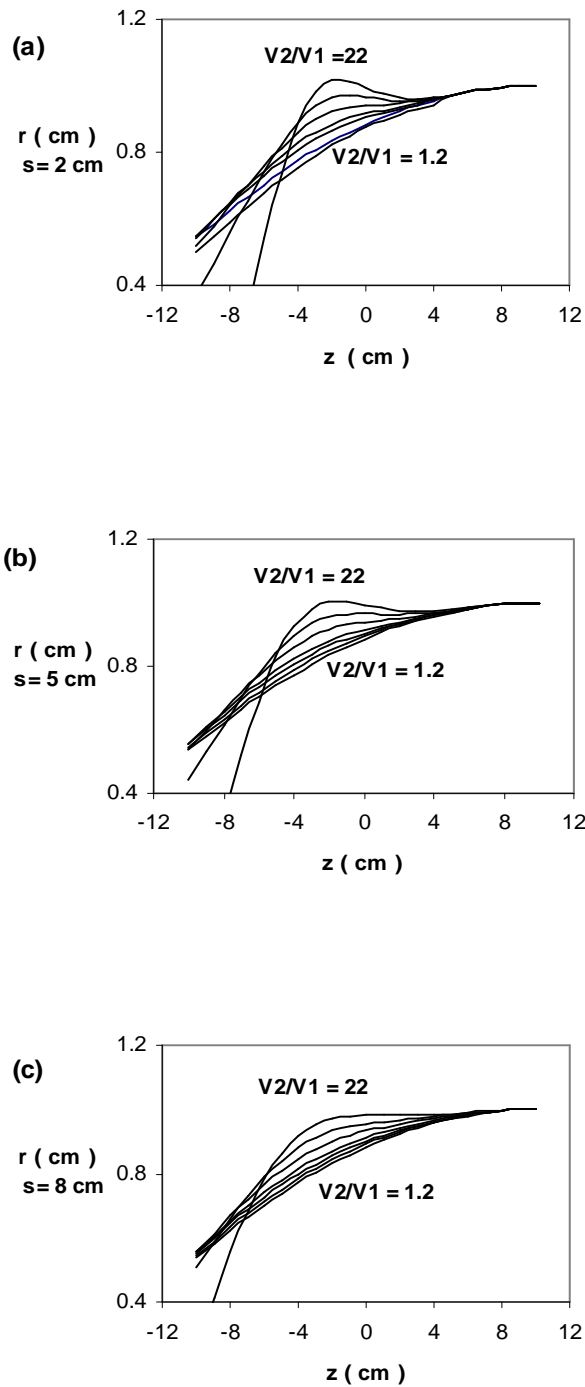 (a)
1.2
V2/V1 =22
r ( cm )
s= 2 cm
0.8
V2/V1 = 1.2
0.4
-12 -8 -4 0 4 8 12
z ( cm )
(b)
1.2
V2/V1 = 22
r ( cm )
s= 5 cm
0.8
V2/V1 = 1.2
0.4
-12 -8 -4 0 4 8 12
z ( cm )
(c)
1.2
V2/V1 = 22
r ( cm )
s= 8 cm
0.8
V2/V1 = 1.2
0.4
-12 -8 -4 0 4 8 12
z ( cm )